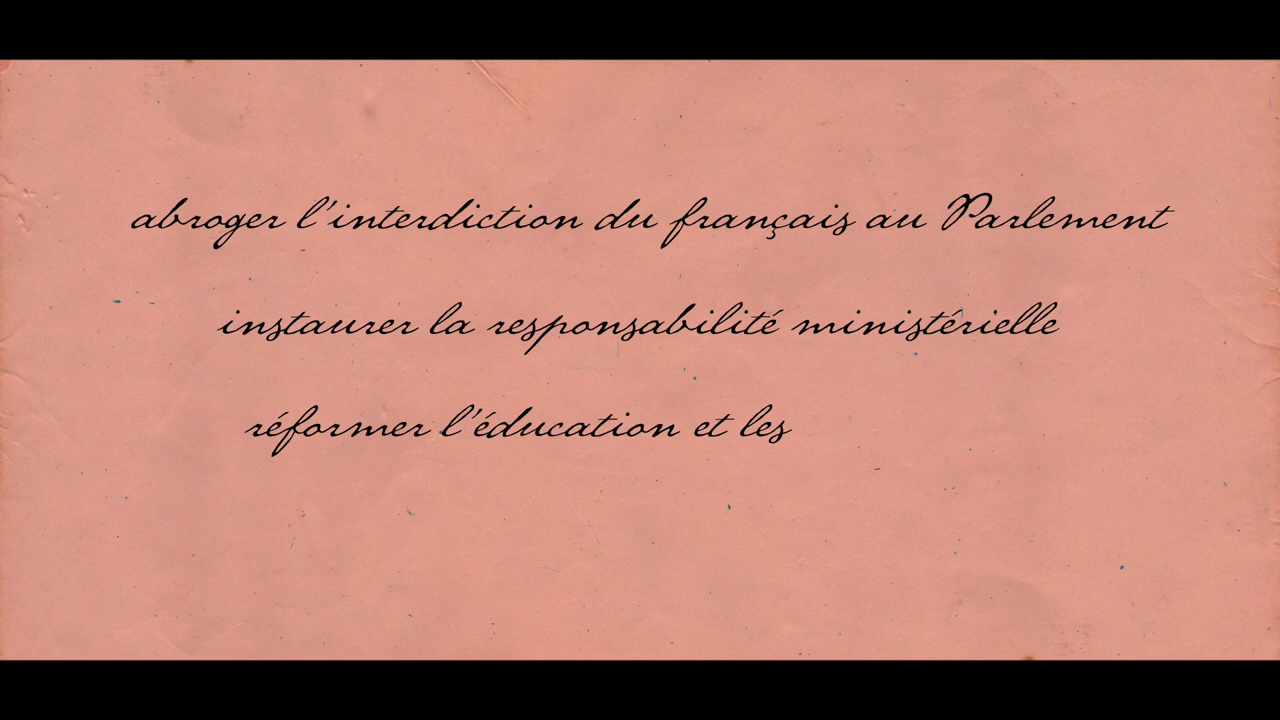 abroger l'interdiction du français au Parlement
instaurer la responsabilité ministérielle
réformer l'éducation et les